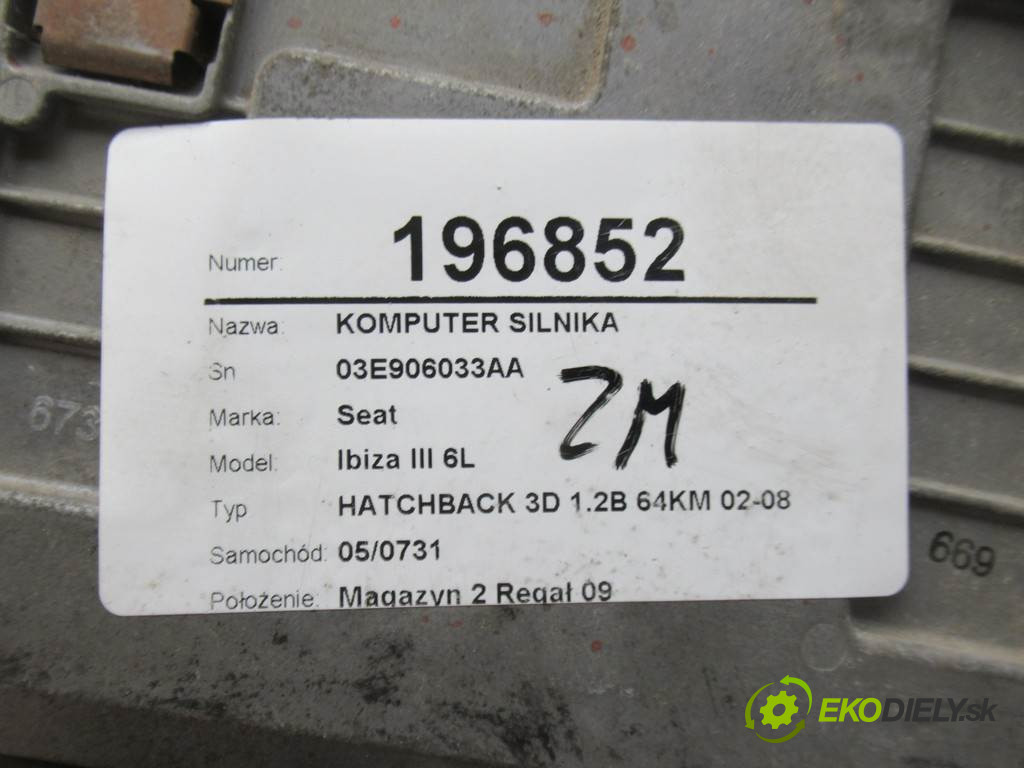 Numer: 196852
Nazwa: KOMPUTER SILNIKA
Sn 03E906033AA
Marka: Seat
Model: Ibiza III 6L
Typ HATCHBACK 3D 1.2B 64KM 02-08
Samochód: 05/0731
Położenie: Magazyn 2 Regał 09
ZM
673
669
EKODIELY.sk